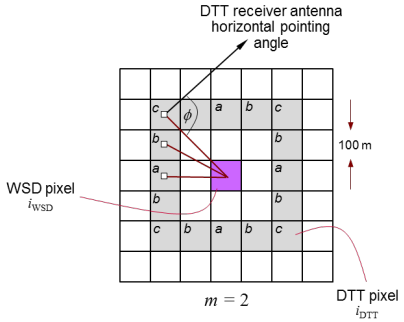 DTT receiver antenna
horizontal pointing
angle
c ϕ a b c
b b
100 m
a a
WSD pixel
i_WSD
b b
c b a b c
m = 2
DTT pixel
i_DTT